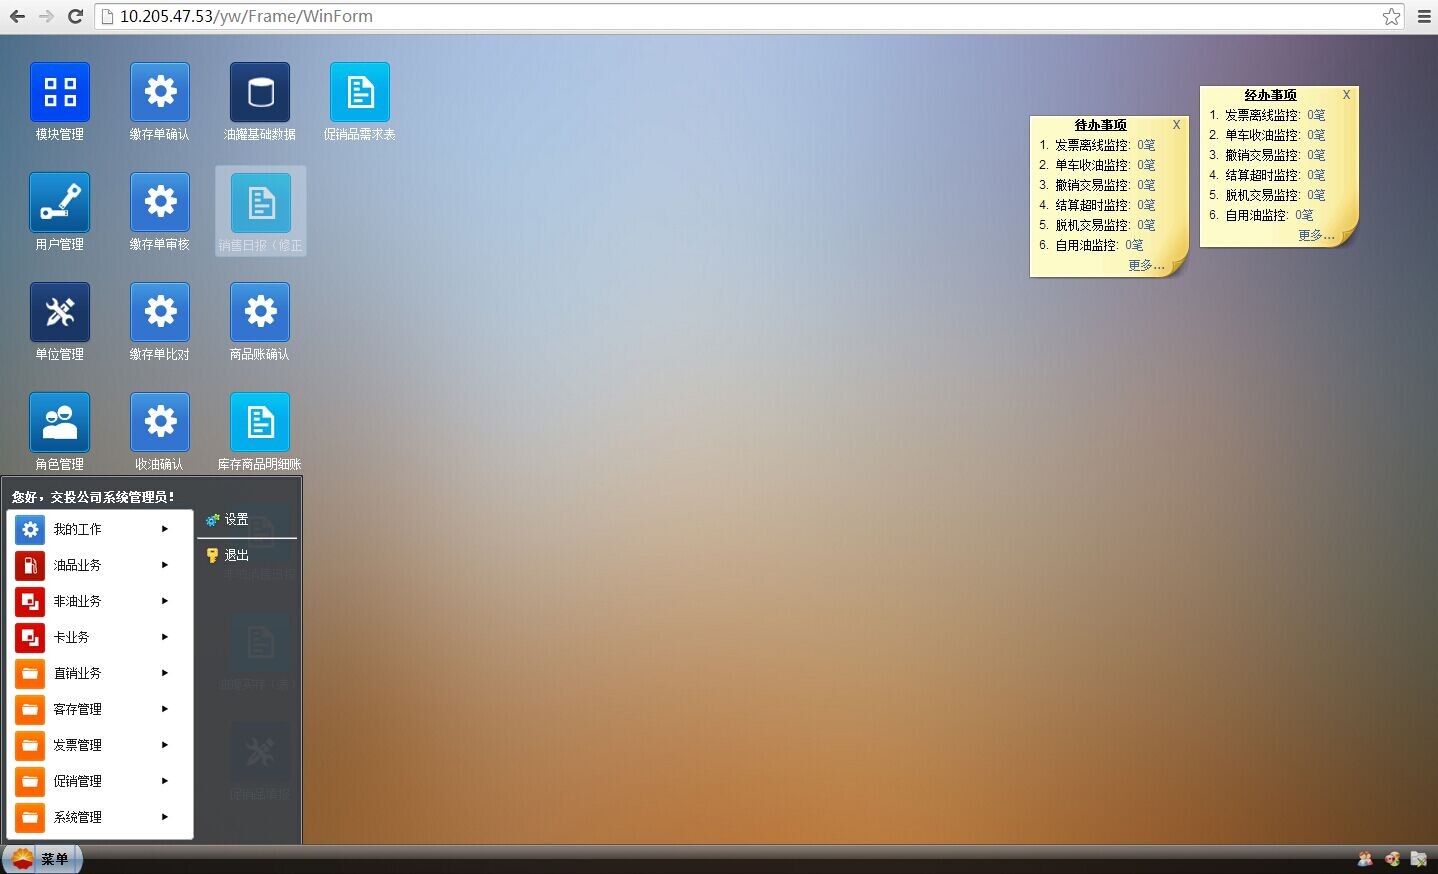 10.205.47.53/yw/Frame/WinForm
模块管理
缴存单确认
油罐基础数据
促销品需求表
用户管理
缴存单审核
销售日报（修正
单位管理
缴存单比对
商品账确认
角色管理
收油确认
库存商品明细账
待办事项 X
1. 发票离线监控: 0笔
2. 单车收油监控: 0笔
3. 撤销交易监控: 0笔
4. 结算超时监控: 0笔
5. 脱机交易监控: 0笔
6. 自用油监控: 0笔
更多...
经办事项 X
1. 发票离线监控: 0笔
2. 单车收油监控: 0笔
3. 撤销交易监控: 0笔
4. 结算超时监控: 0笔
5. 脱机交易监控: 0笔
6. 自用油监控: 0笔
更多...
您好，交投公司系统管理员！
我的工作
油品业务
非油业务
卡业务
直销业务
客存管理
发票管理
促销管理
系统管理
设置
退出
非油销售日报
促销品填报
菜单